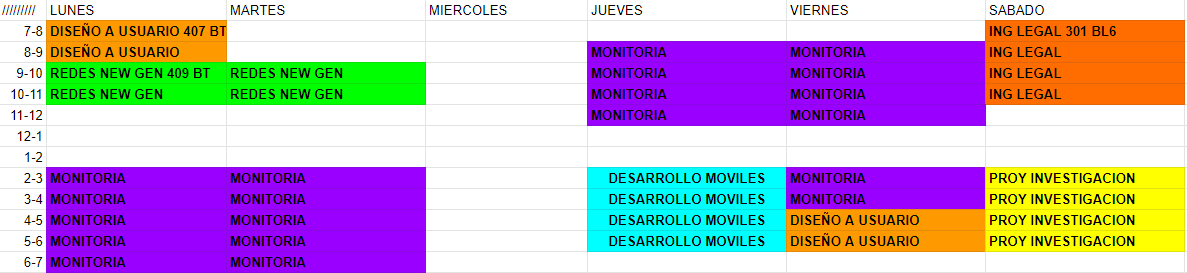 ///////// LUNES MARTES MIERCOLES JUEVES VIERNES SABADO
7-8 DISEÑO A USUARIO 407 BT ING LEGAL 301 BL6
8-9 DISEÑO A USUARIO MONITORIA MONITORIA ING LEGAL
9-10 REDES NEW GEN 409 BT REDES NEW GEN MONITORIA MONITORIA ING LEGAL
10-11 REDES NEW GEN REDES NEW GEN MONITORIA MONITORIA ING LEGAL
11-12 MONITORIA MONITORIA
12-1
1-2
2-3 MONITORIA MONITORIA DESARROLLO MOVILES MONITORIA PROY INVESTIGACION
3-4 MONITORIA MONITORIA DESARROLLO MOVILES MONITORIA PROY INVESTIGACION
4-5 MONITORIA MONITORIA DESARROLLO MOVILES DISEÑO A USUARIO PROY INVESTIGACION
5-6 MONITORIA MONITORIA DESARROLLO MOVILES DISEÑO A USUARIO PROY INVESTIGACION
6-7 MONITORIA MONITORIA